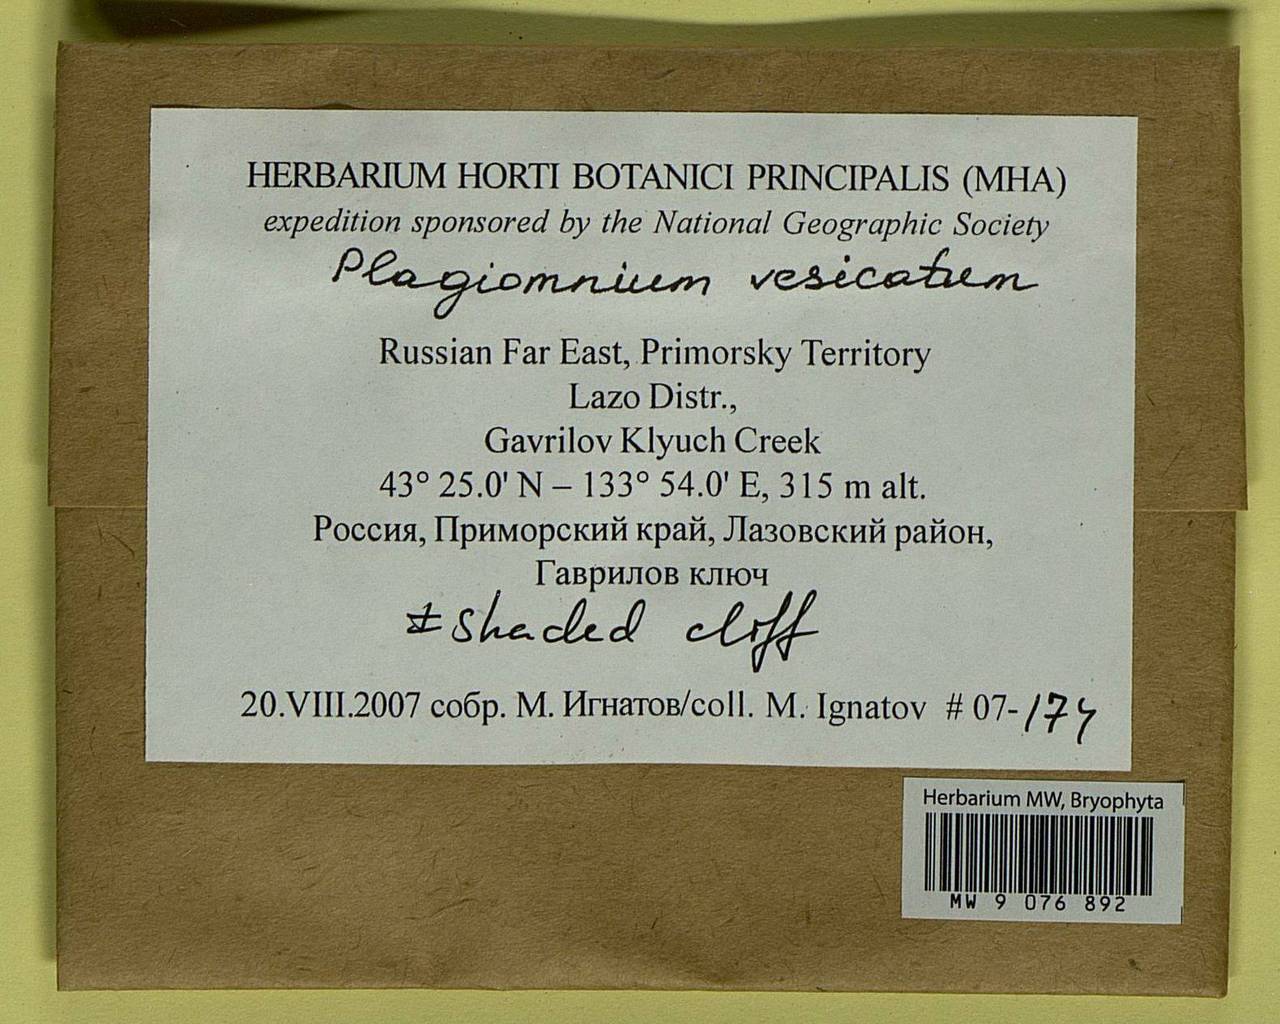 HERBARIUM HORTI BOTANICI PRINCIPALIS (MHA)
expedition sponsored by the National Geographic Society
Plagiomnium vesicatum
Russian Far East, Primorsky Territory
Lazo Distr.,
Gavrilov Klyuch Creek
43° 25.0' N – 133° 54.0' E, 315 m alt.
Россия, Приморский край, Лазовский район,
Гаврилов ключ
± shaded cliff
20.VIII.2007 собр. М. Игнатов/coll. M. Ignatov # 07-174
Herbarium MW, Bryophyta
MW 9 076 892